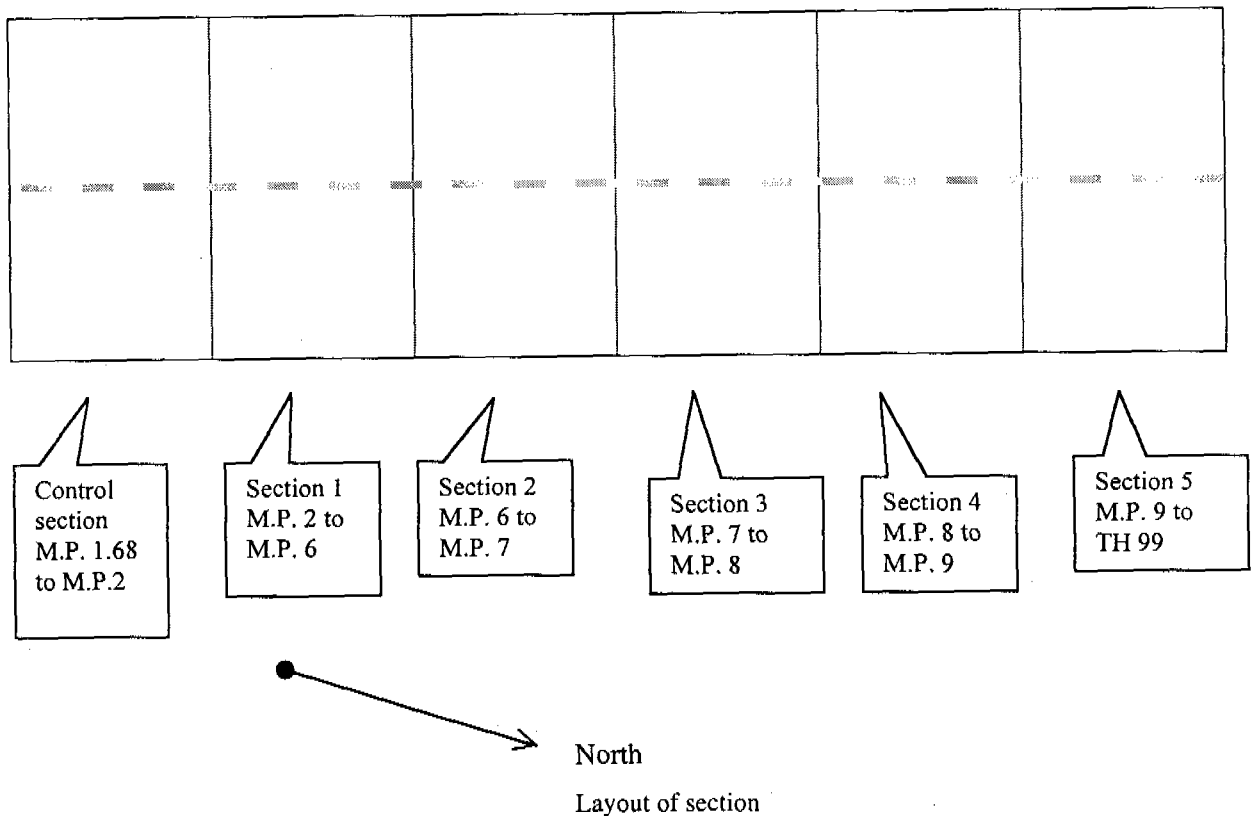 Control
section
M.P. 1.68
to M.P.2
Section 1
M.P. 2 to
M.P. 6
Section 2
M.P. 6 to
M.P. 7
Section 3
M.P. 7 to
M.P. 8
Section 4
M.P. 8 to
M.P. 9
Section 5
M.P. 9 to
TH 99
North
Layout of section